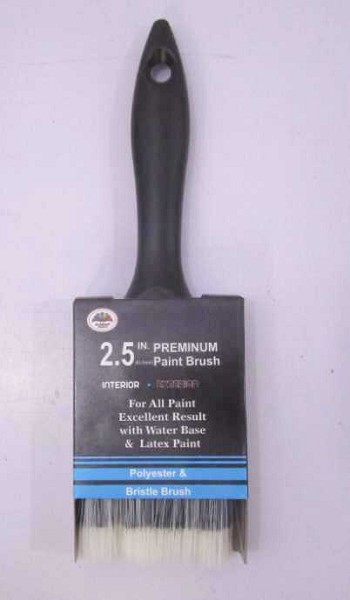 2.5 IN. PREMINUM
Paint Brush
INTERIOR •
For All Paint
Excellent Result
with Water Base
& Latex Paint
Polyester &
Bristle Brush